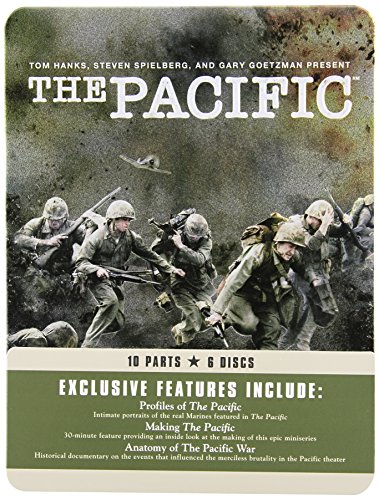 TOM HANKS, STEVEN SPIELBERG, AND GARY GOETZMAN PRESENT
THE PACIFIC™
10 PARTS ★ 6 DISCS
EXCLUSIVE FEATURES INCLUDE:
Profiles of The Pacific
Intimate portraits of the real Marines featured in The Pacific
Making The Pacific
30-minute feature providing an inside look at the making of this epic miniseries
Anatomy of The Pacific War
Historical documentary on the events that influenced the merciless brutality in the Pacific theater